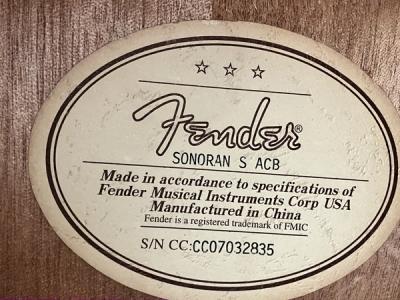 Fender®
SONORAN S ACB
Made in accordance to specifications of
Fender Musical Instruments Corp USA
Manufactured in China
Fender is a registered trademark of FMIC
S/N CC:CC07032835